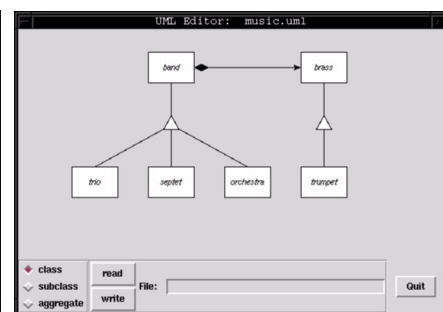 UML Editor: music.uml
band
brass
trio
septet
orchestra
trumpet
class
subclass
aggregate
read
write
File:
Quit